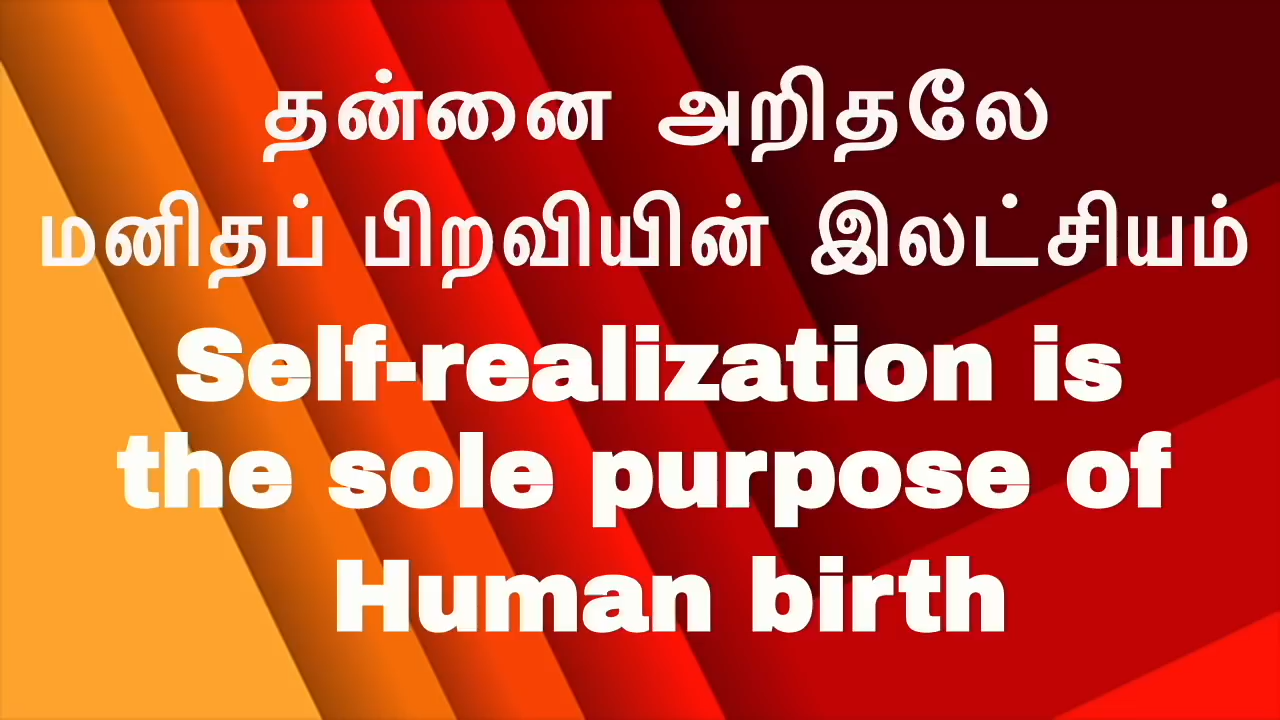 தன்னை அறிதலே
மனிதப் பிறவியின் இலட்சியம்
Self-realization is
the sole purpose of
Human birth